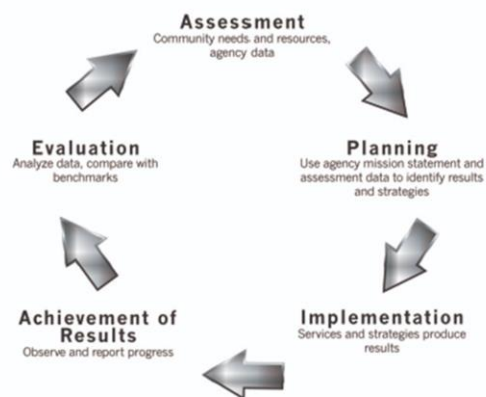 Assessment
Community needs and resources,
agency data
Planning
Use agency mission statement and
assessment data to identify results
and strategies
Implementation
Services and strategies produce
results
Achievement of
Results
Observe and report progress
Evaluation
Analyze data, compare with
benchmarks